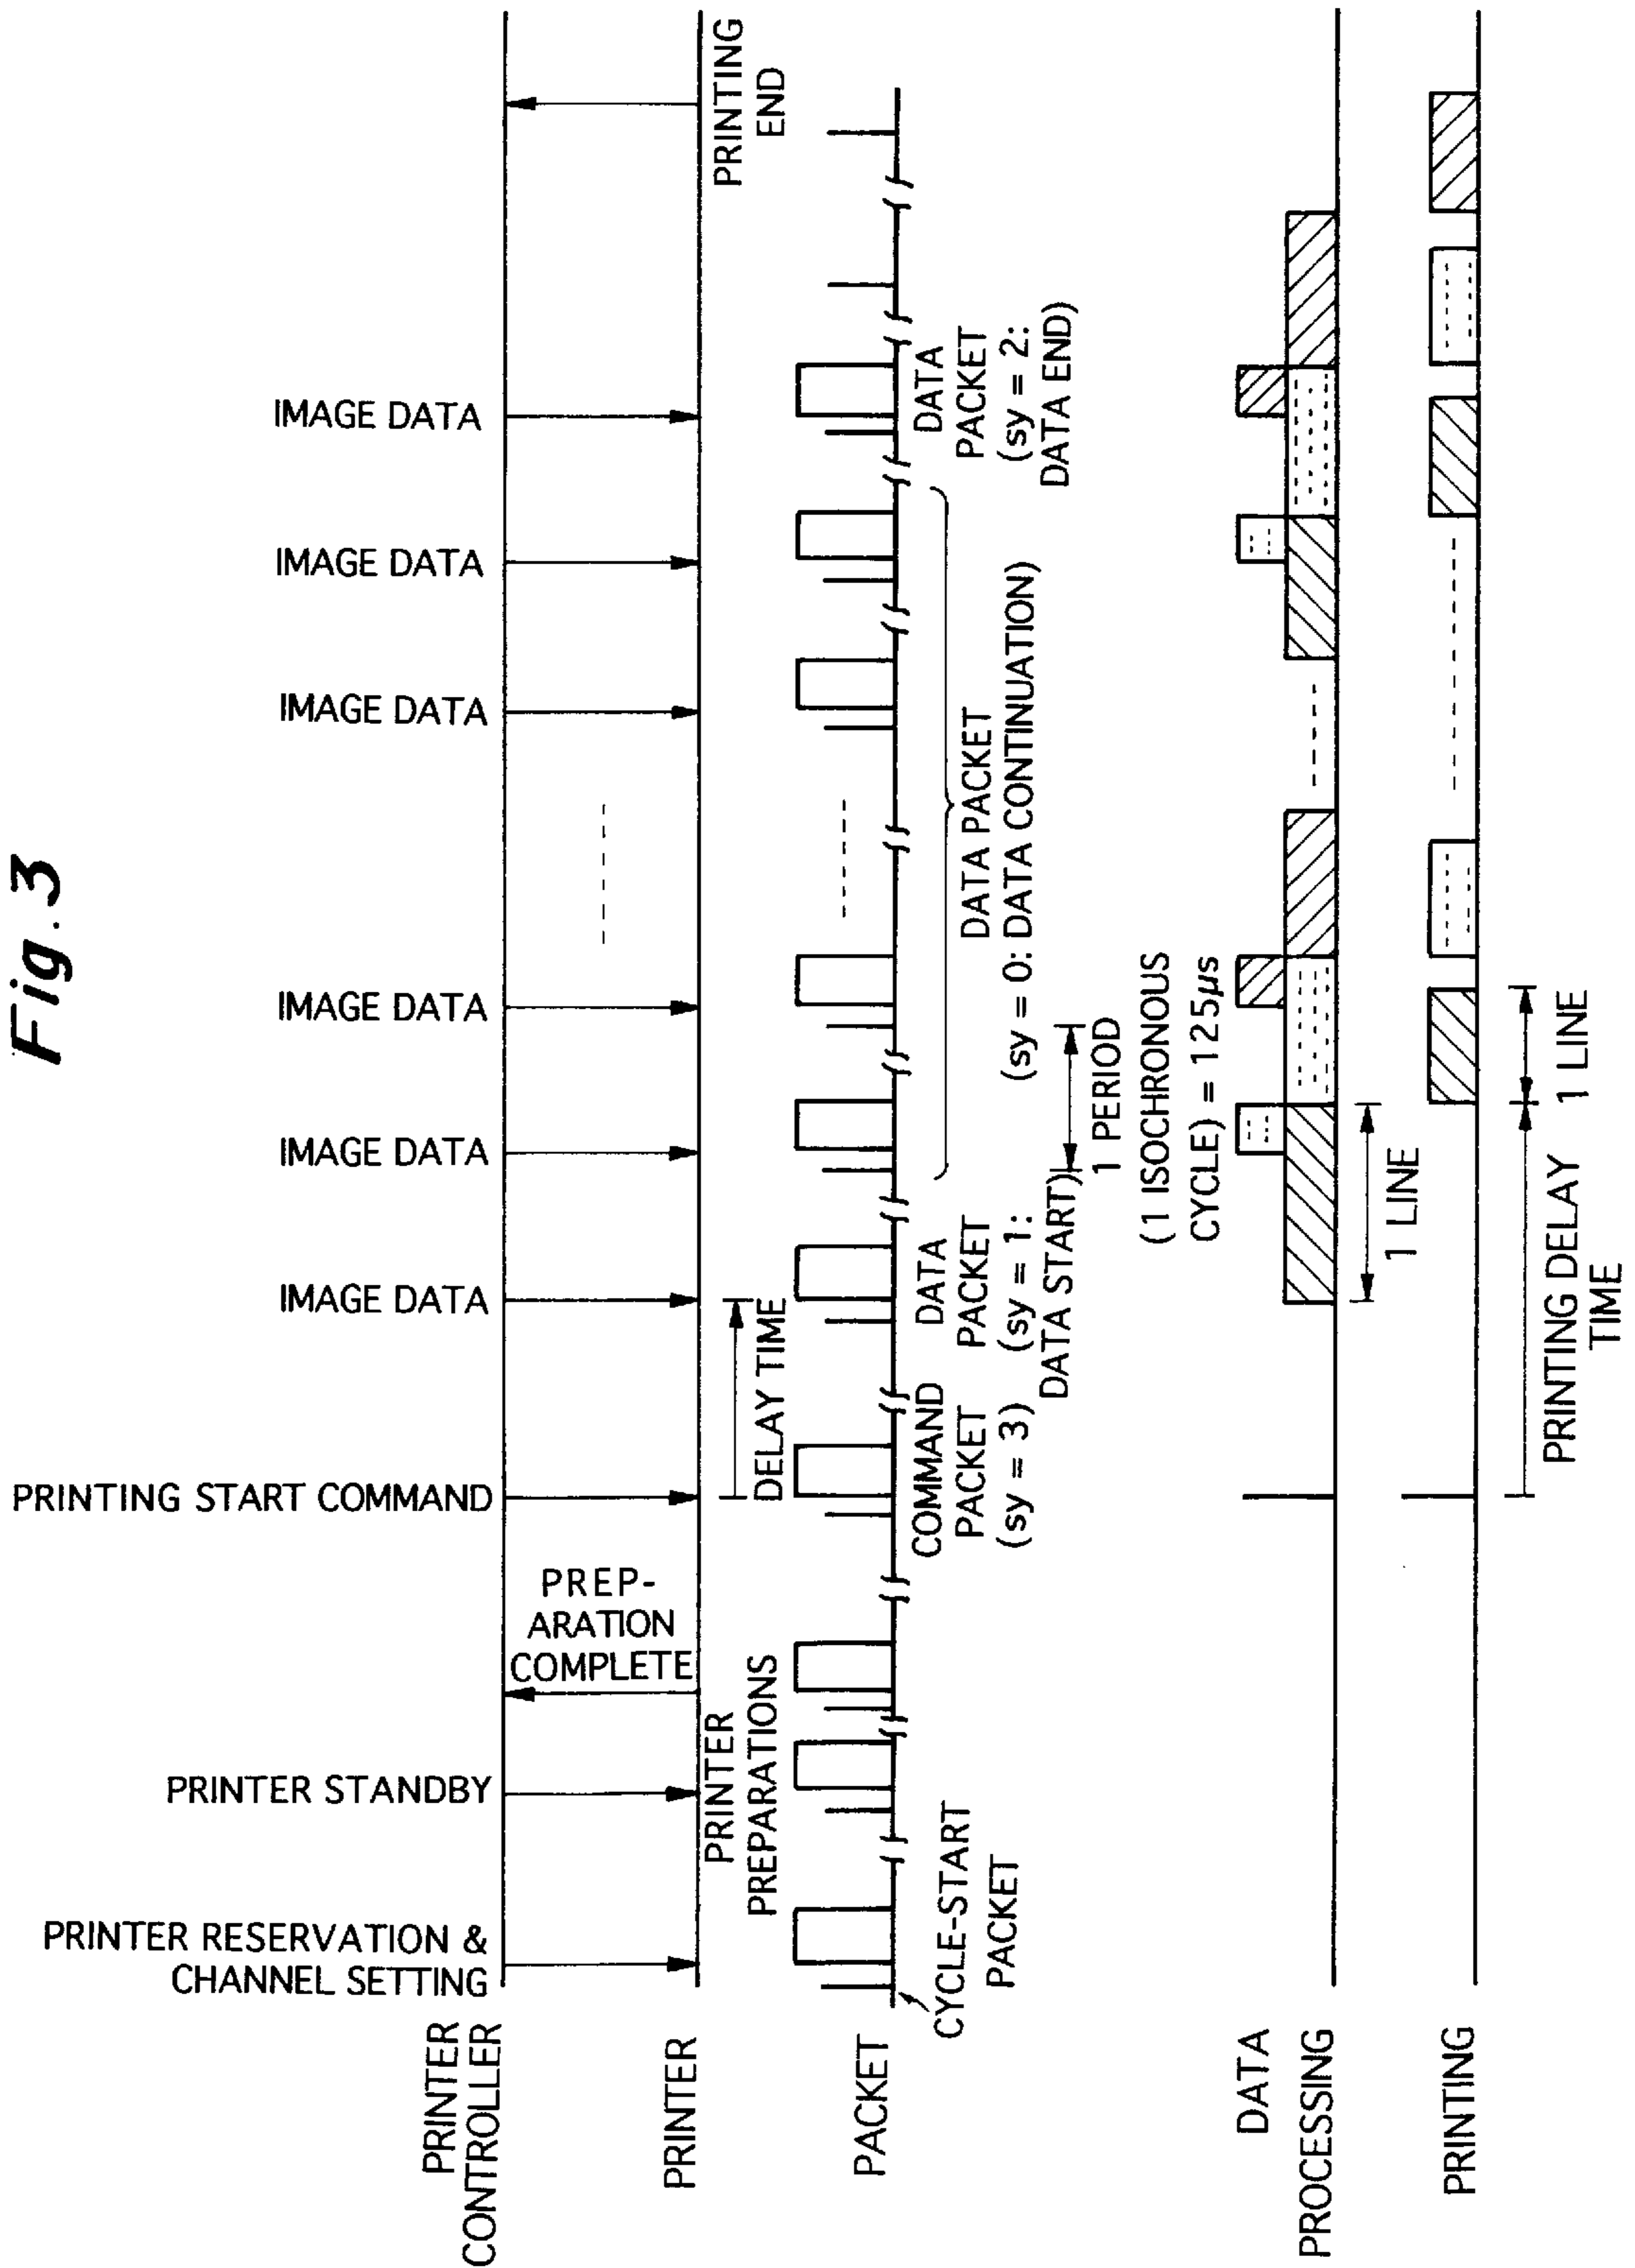 Fig. 3
PRINTER
CONTROLLER
PRINTER RESERVATION &
CHANNEL SETTING
PRINTER STANDBY
PREP-
ARATION
COMPLETE
PRINTING START COMMAND
IMAGE DATA
IMAGE DATA
IMAGE DATA
IMAGE DATA
IMAGE DATA
IMAGE DATA
PRINTER
PRINTER
PREPARATIONS
DELAY TIME
PRINTING
END
PACKET
CYCLE-START
PACKET
COMMAND
PACKET
(sy = 3)
DATA
PACKET
(sy = 1:
DATA START)
DATA PACKET
(sy = 0: DATA CONTINUATION)
DATA
PACKET
(sy = 2:
DATA END)
1 PERIOD
(1 ISOCHRONOUS
CYCLE) = 125μs
DATA
PROCESSING
1 LINE
PRINTING
PRINTING DELAY
TIME
1 LINE